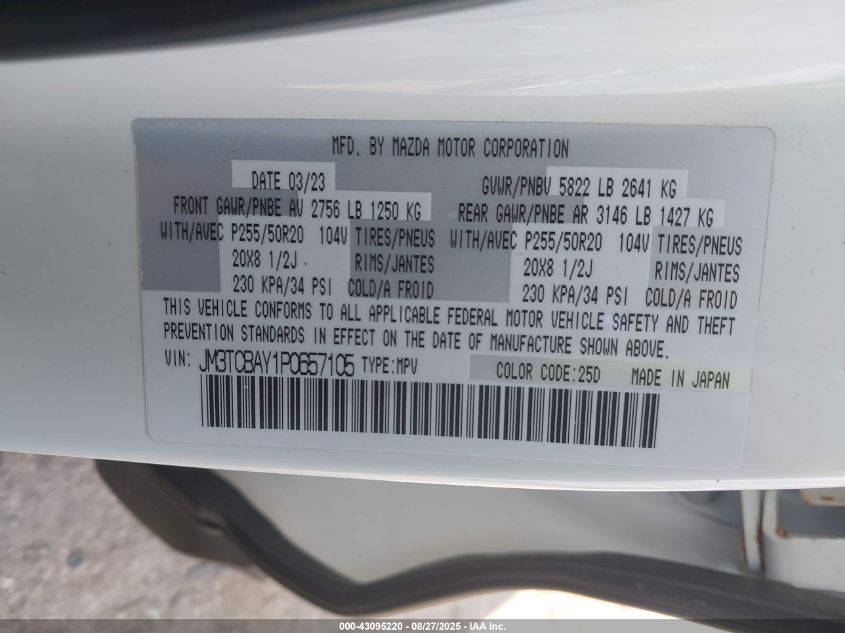 MFD. BY MAZDA MOTOR CORPORATION
DATE 03/23 GVWR/PNBV 5822 LB 2641 KG
FRONT GAWR/PNBE AV 2756 LB 1250 KG REAR GAWR/PNBE AR 3146 LB 1427 KG
WITH/AVEC P255/50R20 104V TIRES/PNEUS WITH/AVEC P255/50R20 104V TIRES/PNEUS
20X8 1/2J RIMS/JANTES 20X8 1/2J RIMS/JANTES
230 KPA/34 PSI COLD/A FROID 230 KPA/34 PSI COLD/A FROID
THIS VEHICLE CONFORMS TO ALL APPLICABLE FEDERAL MOTOR VEHICLE SAFETY AND THEFT
PREVENTION STANDARDS IN EFFECT ON THE DATE OF MANUFACTURE SHOWN ABOVE.
VIN: JM3TCBAY1P0657105 TYPE:MPV COLOR CODE:25D MADE IN JAPAN
000-43095220 - 08/27/2025 - IAA Inc.